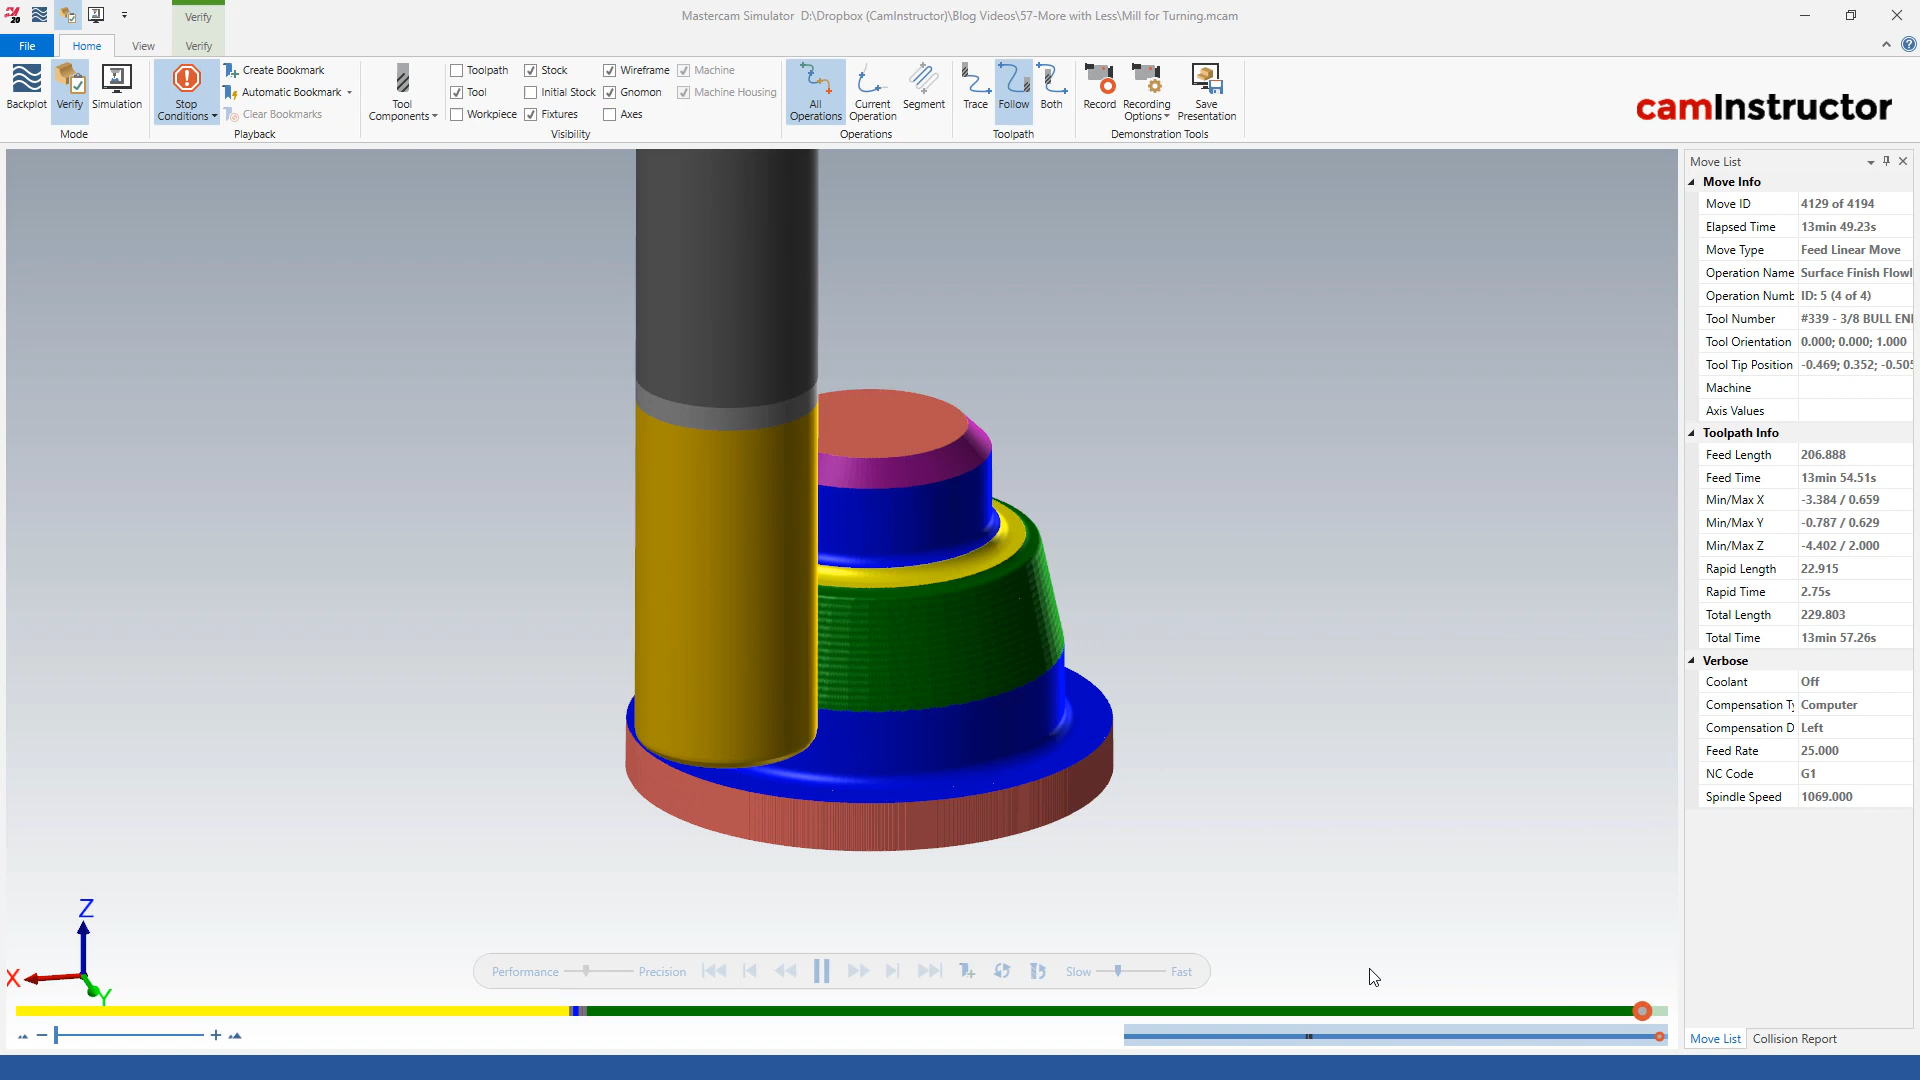 Verify
Mastercam Simulator D:\Dropbox (CamInstructor)\Blog Videos\57-More with Less\Mill for Turning.mcam
File
Home
View
Verify
Backplot
Verify
Simulation
Mode
Stop Conditions
Create Bookmark
Automatic Bookmark
Clear Bookmarks
Playback
Tool Components
Toolpath
Tool
Workpiece
Stock
Initial Stock
Fixtures
Wireframe
Gnomon
Axes
Machine
Machine Housing
Visibility
All Operations
Current Operation
Segment
Operations
Trace
Follow
Both
Toolpath
Record
Recording Options
Save Presentation
Demonstration Tools
camInstructor
Move List
Move Info
Move ID 4129 of 4194
Elapsed Time 13min 49.23s
Move Type Feed Linear Move
Operation Name Surface Finish Flowl
Operation Numb ID: 5 (4 of 4)
Tool Number #339 - 3/8 BULL EN
Tool Orientation 0.000; 0.000; 1.000
Tool Tip Position -0.469; 0.352; -0.505
Machine
Axis Values
Toolpath Info
Feed Length 206.888
Feed Time 13min 54.51s
Min/Max X -3.384 / 0.659
Min/Max Y -0.787 / 0.629
Min/Max Z -4.402 / 2.000
Rapid Length 22.915
Rapid Time 2.75s
Total Length 229.803
Total Time 13min 57.26s
Verbose
Coolant Off
Compensation Ty Computer
Compensation D Left
Feed Rate 25.000
NC Code G1
Spindle Speed 1069.000
Z
X
Y
Performance Precision Slow Fast
Move List Collision Report